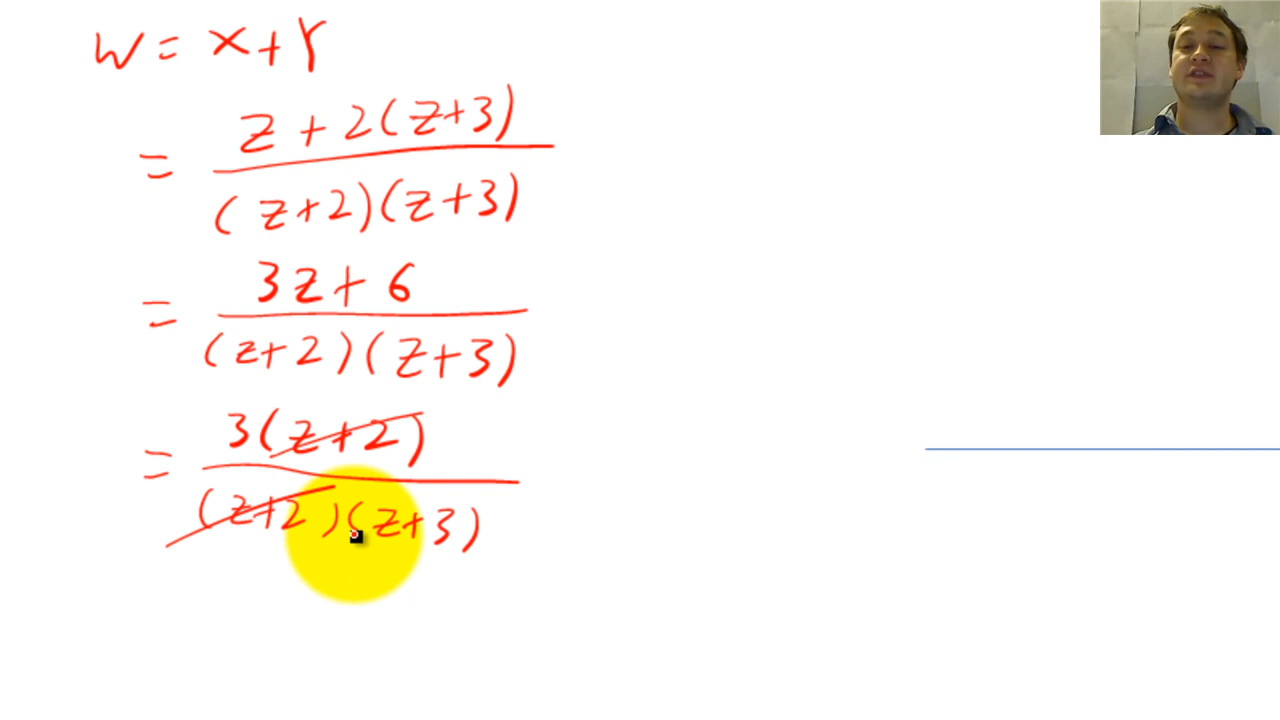 W = X + Y
= z + 2(z+3)
(z+2)(z+3)
= 3z + 6
(z+2)(z+3)
= 3(z+2)
(z+2)(z+3)